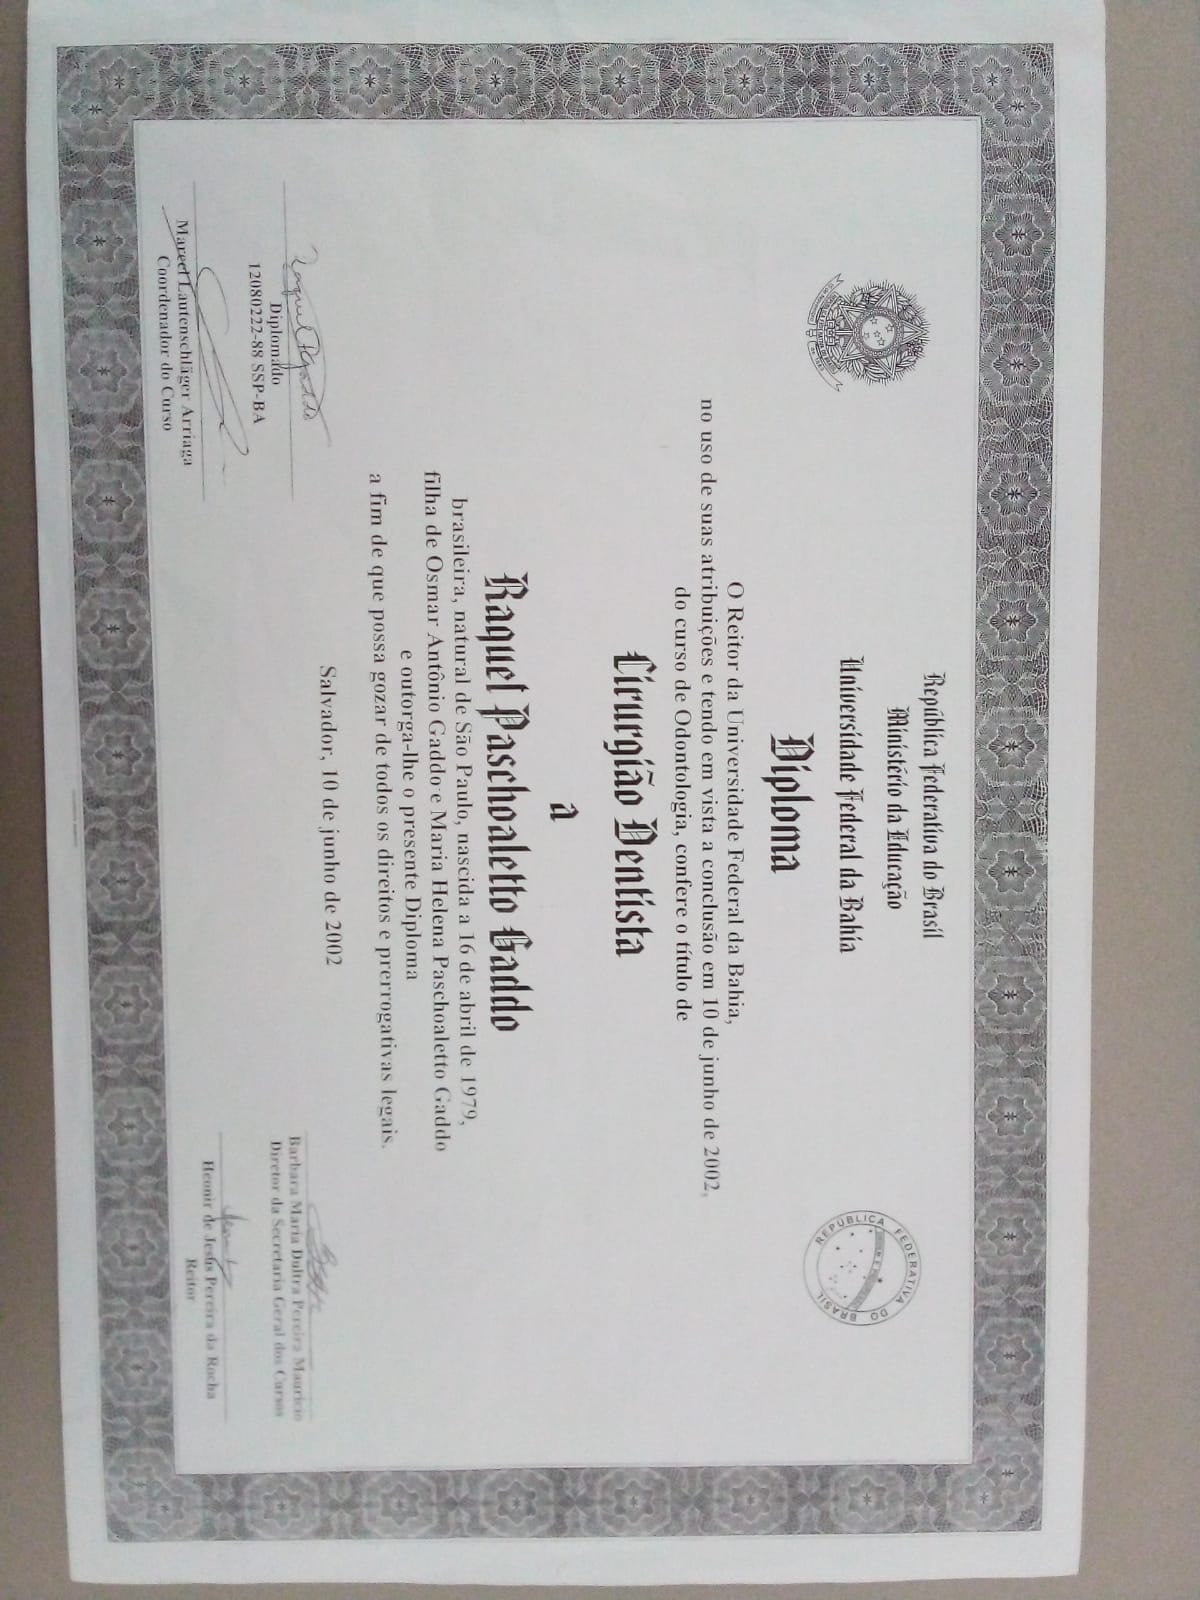 República Federativa do Brasil
Ministério da Educação
Universidade Federal da Bahia
Diploma
O Reitor da Universidade Federal da Bahia,
no uso de suas atribuições e tendo em vista a conclusão em 10 de junho de 2002,
do curso de Odontologia, confere o título de
Cirurgião Dentista
a
Raquel Paschoaletto Gaddo
brasileira, natural de São Paulo, nascida a 16 de abril de 1979,
filha de Osmar Antônio Gaddo e Maria Helena Paschoaletto Gaddo
e outorga-lhe o presente Diploma
a fim de que possa gozar de todos os direitos e prerrogativas legais.
Salvador, 10 de junho de 2002
Diplomado
12080222-88 SSP-BA
Marcel Lautenschläger Arriaga
Coordenador do Curso
Barbara Maria Dultra Pereira Mauricio
Diretor da Secretaria Geral dos Cursos
Heonir de Jesus Pereira da Rocha
Reitor
REPUBLICA FEDERATIVA DO BRASIL